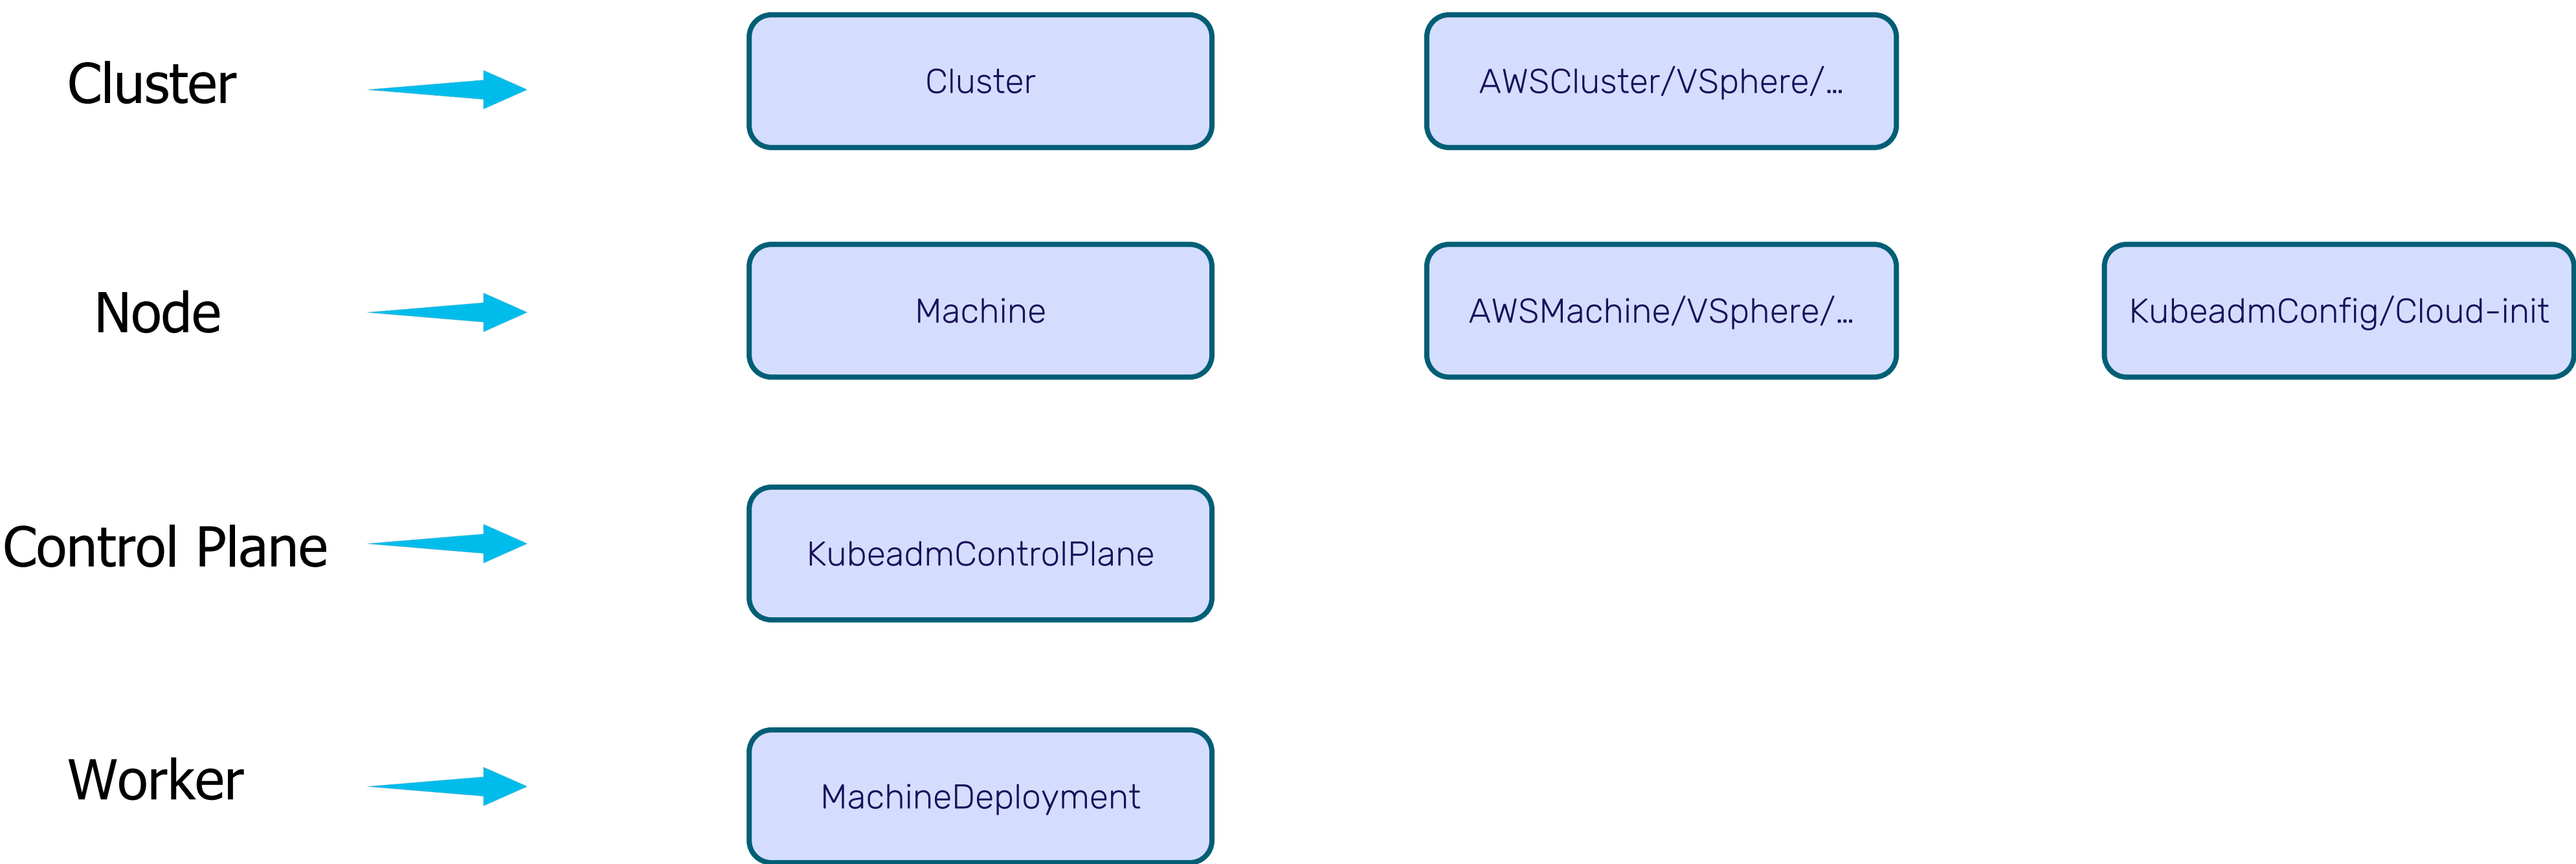 Cluster
Cluster
AWSCluster/VSphere/...
Node
Machine
AWSMachine/VSphere/...
KubeadmConfig/Cloud-init
Control Plane
KubeadmControlPlane
Worker
MachineDeployment